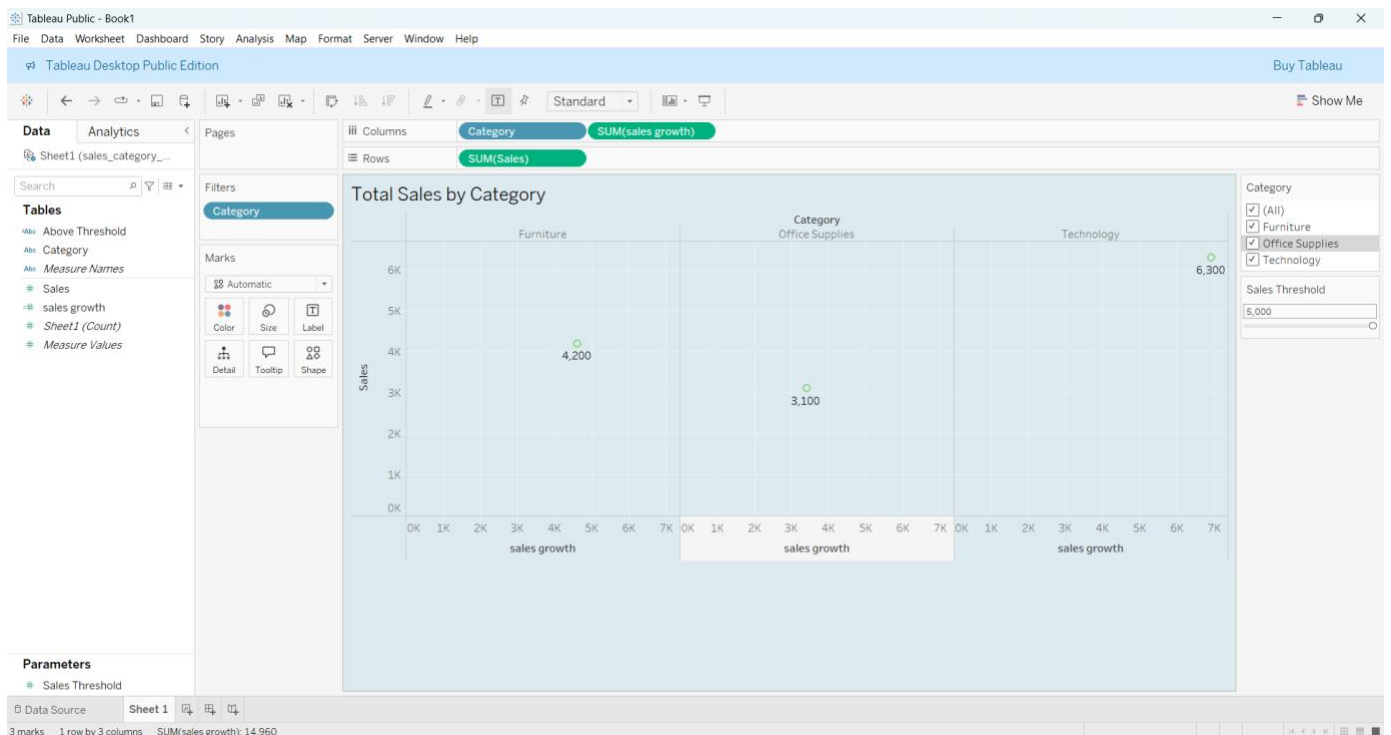 Tableau Public - Book1
File Data Worksheet Dashboard Story Analysis Map Format Server Window Help
Tableau Desktop Public Edition
Buy Tableau
Standard
Show Me
Data Analytics
Sheet1 (sales_category_...
Search
Tables
Abc Above Threshold
Abc Category
Abc Measure Names
# Sales
# sales growth
# Sheet1 (Count)
# Measure Values
Parameters
# Sales Threshold
Pages
Filters
Category
Marks
Automatic
Color Size Label
Detail Tooltip Shape
Columns Category SUM(sales growth)
Rows SUM(Sales)
Total Sales by Category
Category
Furniture Office Supplies Technology
Sales
6K
5K
4K
3K
2K
1K
0K
4,200
3,100
6,300
0K 1K 2K 3K 4K 5K 6K 7K 0K 1K 2K 3K 4K 5K 6K 7K 0K 1K 2K 3K 4K 5K 6K 7K
sales growth sales growth sales growth
Category
(All)
Furniture
Office Supplies
Technology
Sales Threshold
5,000
Data Source Sheet 1
3 marks 1 row by 3 columns SUM(sales growth): 14,960